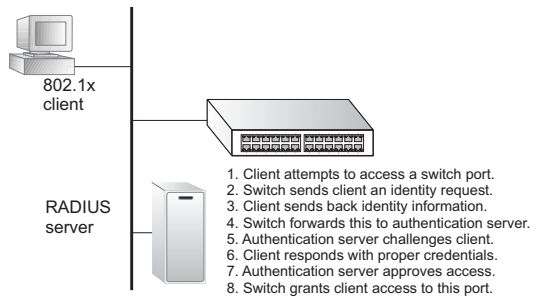 802.1x
client
RADIUS
server
1. Client attempts to access a switch port.
2. Switch sends client an identity request.
3. Client sends back identity information.
4. Switch forwards this to authentication server.
5. Authentication server challenges client.
6. Client responds with proper credentials.
7. Authentication server approves access.
8. Switch grants client access to this port.